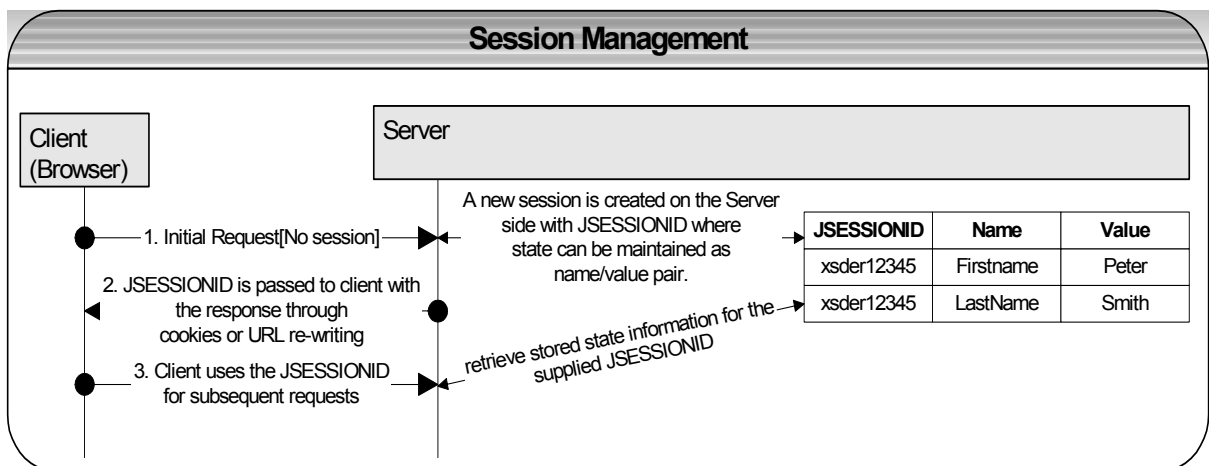 Session Management
Client
(Browser)
Server
1. Initial Request[No session]
A new session is created on the Server
side with JSESSIONID where
state can be maintained as
name/value pair.
JSESSIONID Name Value
xsder12345 Firstname Peter
xsder12345 LastName Smith
2. JSESSIONID is passed to client with
the response through
cookies or URL re-writing
retrieve stored state information for the
supplied JSESSIONID
3. Client uses the JSESSIONID
for subsequent requests